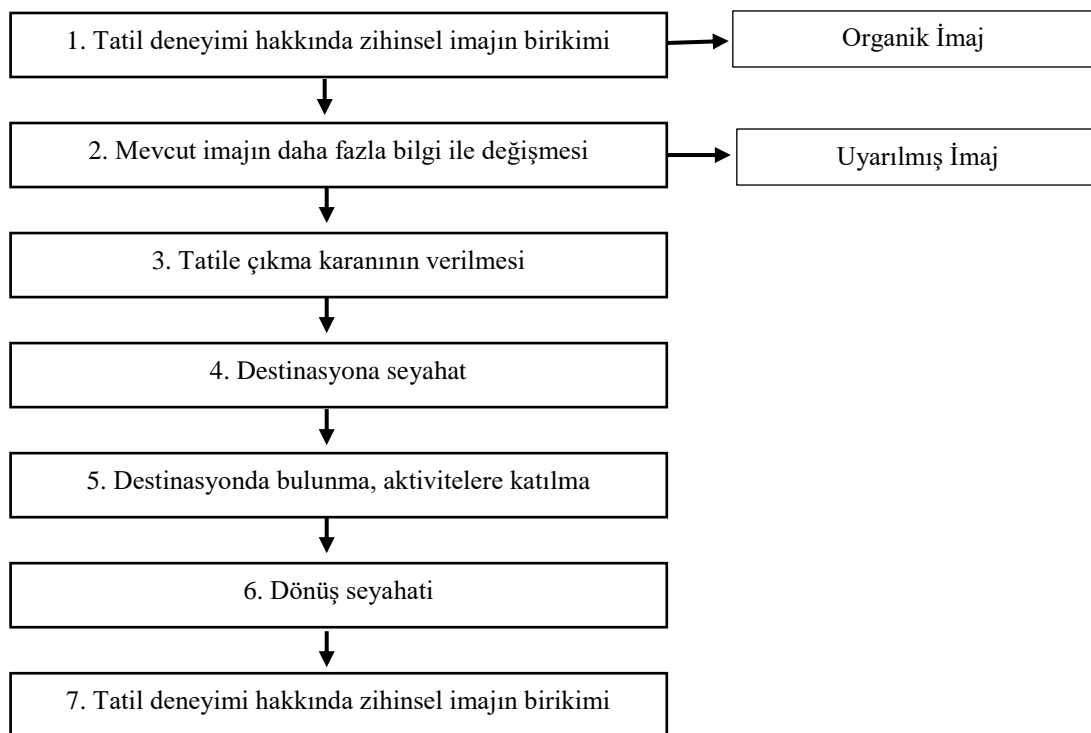 1. Tatil deneyimi hakkında zihinsel imajın birikimi
Organik İmaj
2. Mevcut imajın daha fazla bilgi ile değişmesi
Uyarılmış İmaj
3. Tatile çıkma karanının verilmesi
4. Destinasyona seyahat
5. Destinasyonda bulunma, aktivitelere katılma
6. Dönüş seyahati
7. Tatil deneyimi hakkında zihinsel imajın birikimi